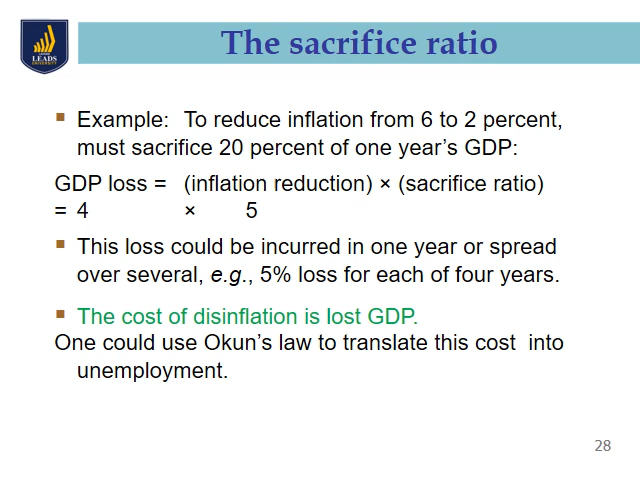 LEADS
UNIVERSITY
The sacrifice ratio
▪ Example: To reduce inflation from 6 to 2 percent,
must sacrifice 20 percent of one year’s GDP:
GDP loss = (inflation reduction) × (sacrifice ratio)
= 4 × 5
▪ This loss could be incurred in one year or spread
over several, e.g., 5% loss for each of four years.
▪ The cost of disinflation is lost GDP.
One could use Okun’s law to translate this cost into
unemployment.
28